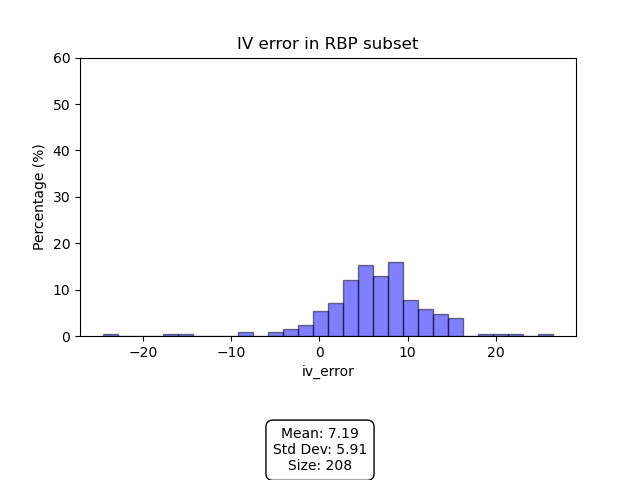 IV error in RBP subset
60
50
40
30
20
10
0
Percentage (%)
−20
−10
0
10
20
iv_error
Mean: 7.19
Std Dev: 5.91
Size: 208